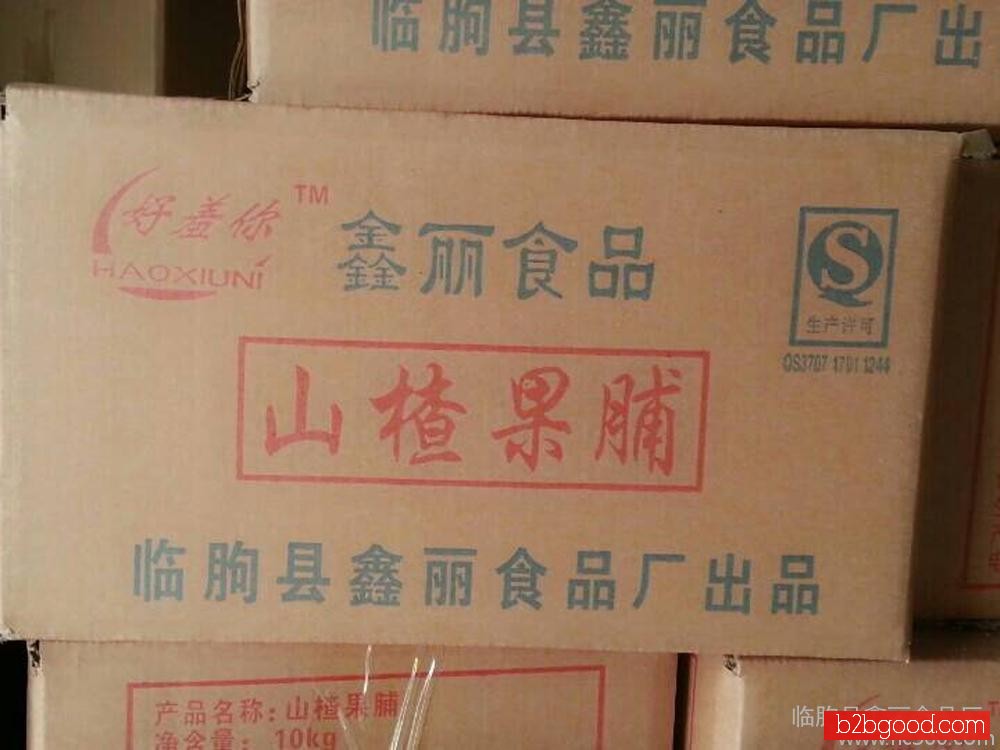 临朐县鑫丽食品厂出
好羞你 TM
HAOXIUNi
鑫丽食品
生产许可
QS3707 1701 1244
山楂果脯
临朐县鑫丽食品厂出品
产品名称：山楂果脯
净含量：10kg
b2bgood.com